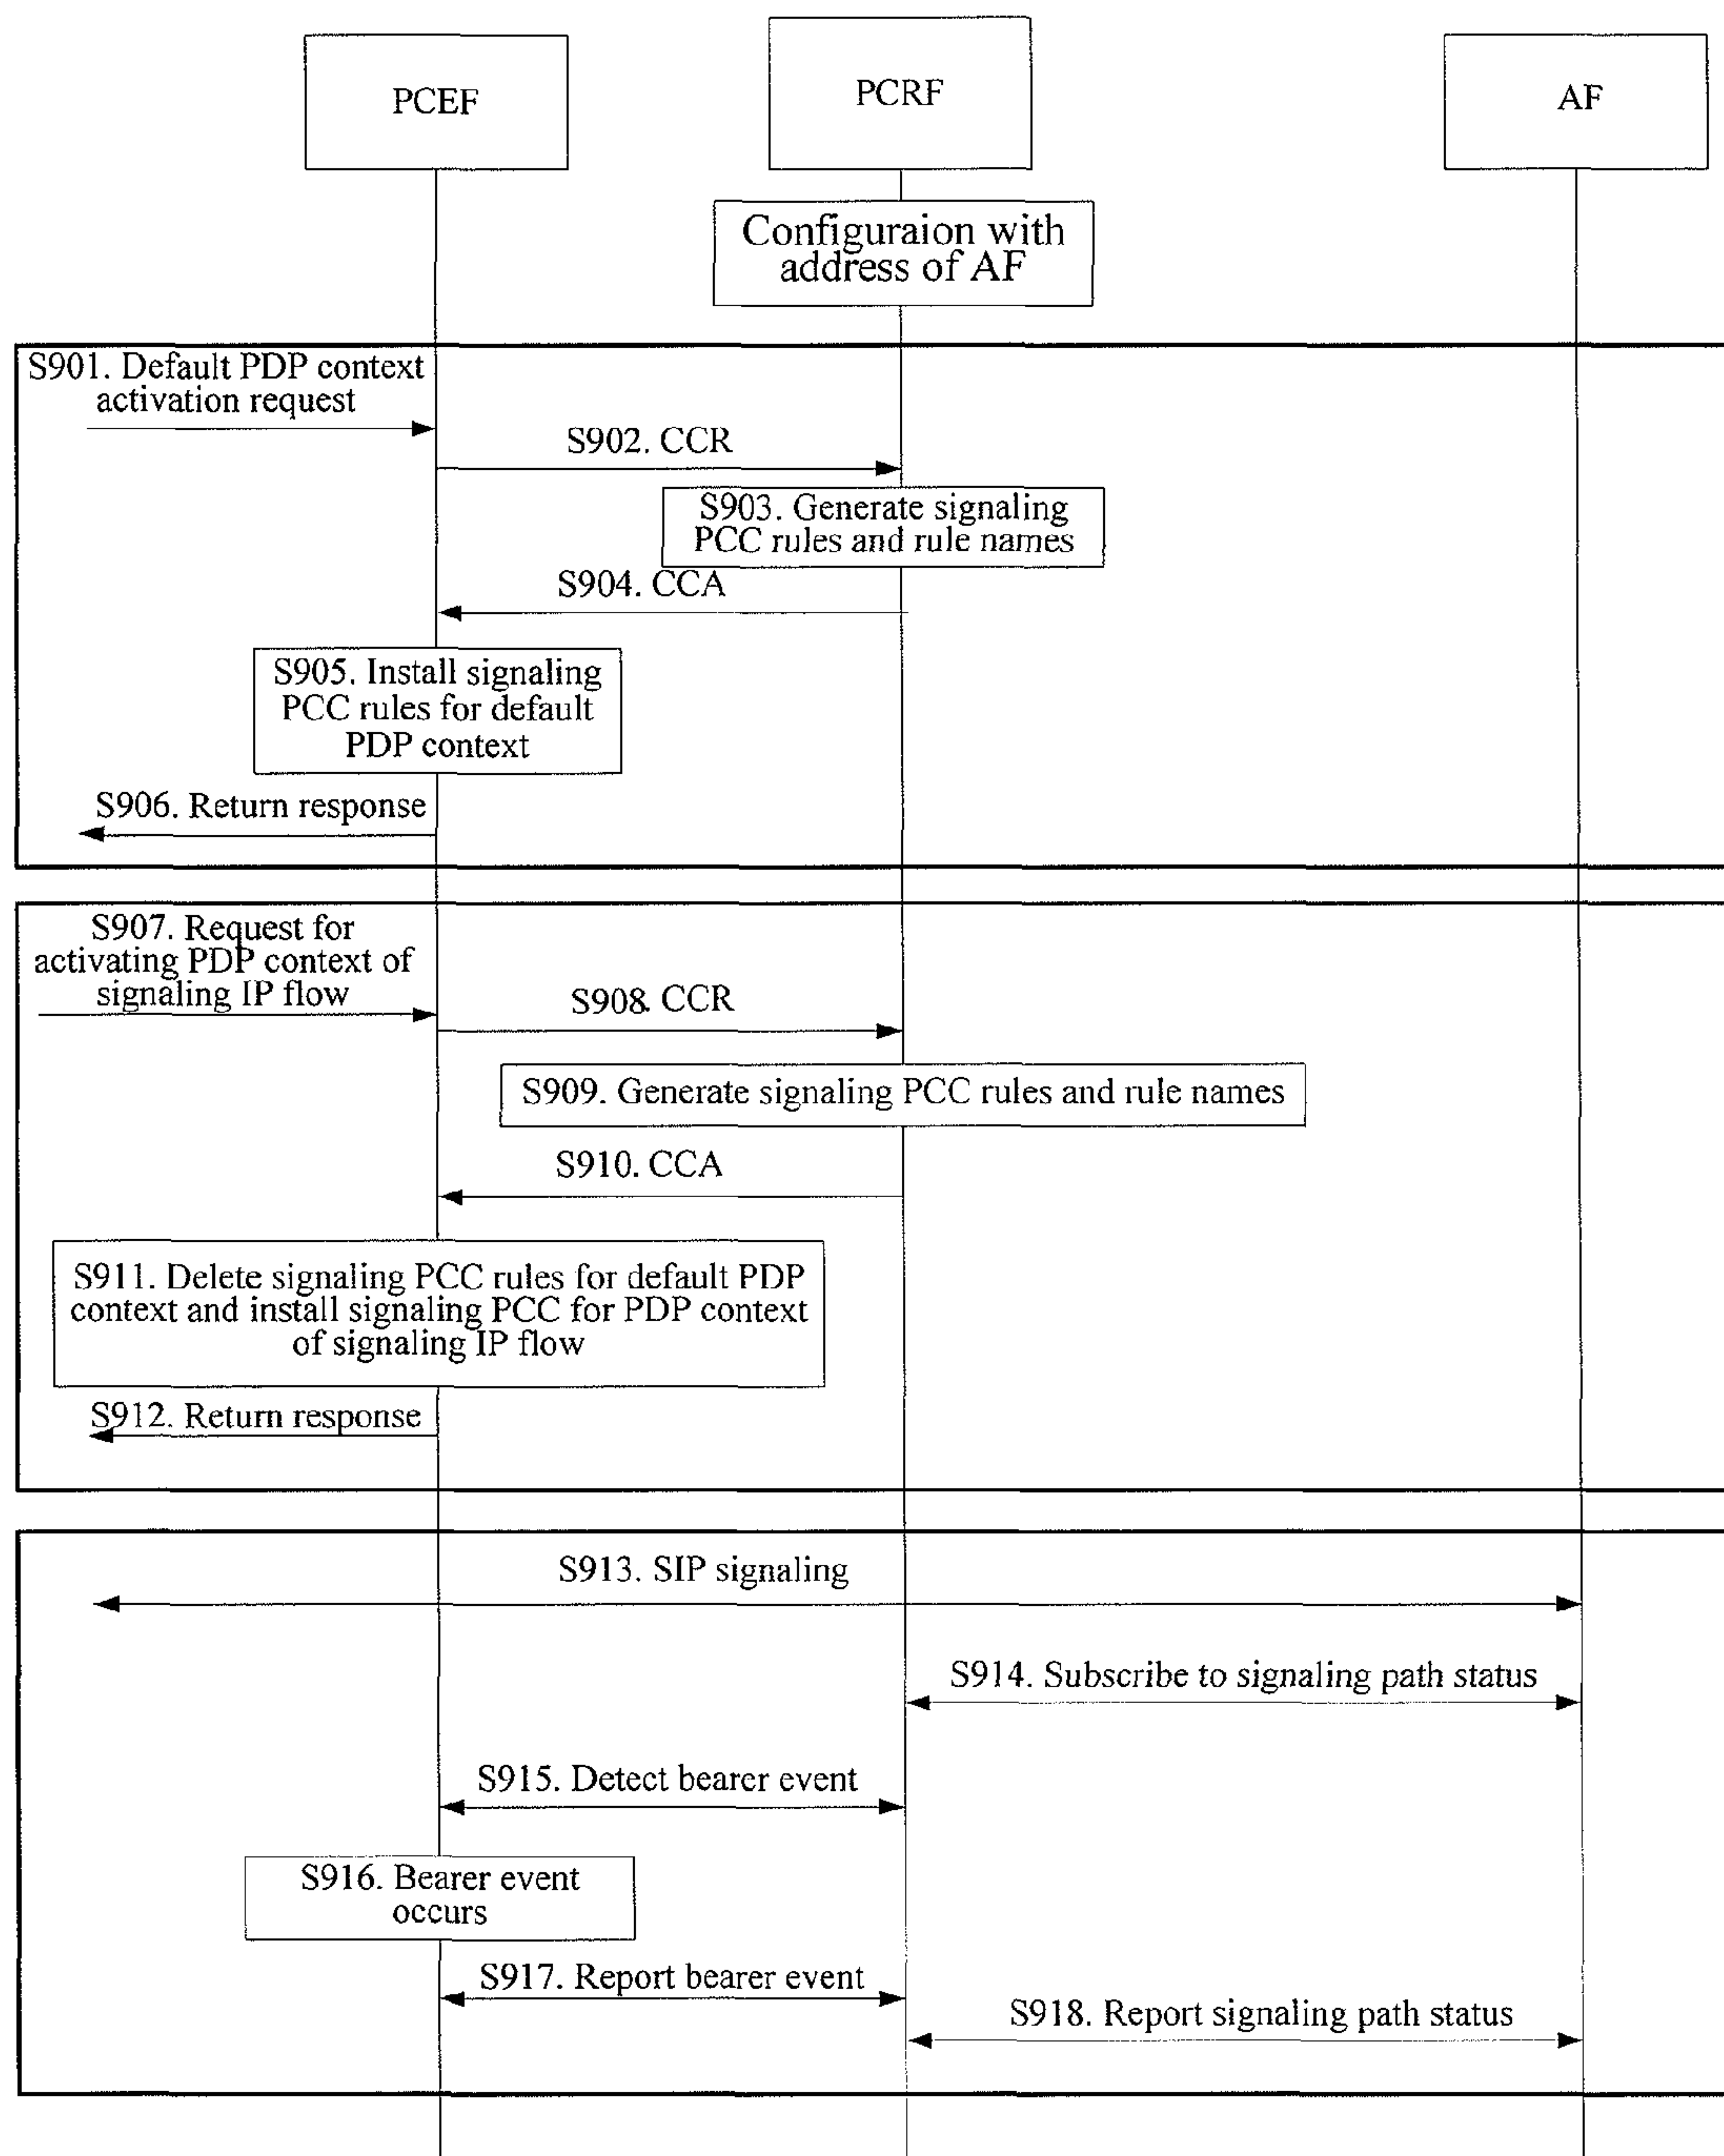 PCEF
PCRF
AF
Configuraion with
address of AF
S901. Default PDP context
activation request
S902. CCR
S903. Generate signaling
PCC rules and rule names
S904. CCA
S905. Install signaling
PCC rules for default
PDP context
S906. Return response
S907. Request for
activating PDP context of
signaling IP flow
S908. CCR
S909. Generate signaling PCC rules and rule names
S910. CCA
S911. Delete signaling PCC rules for default PDP
context and install signaling PCC for PDP context
of signaling IP flow
S912. Return response
S913. SIP signaling
S914. Subscribe to signaling path status
S915. Detect bearer event
S916. Bearer event
occurs
S917. Report bearer event
S918. Report signaling path status